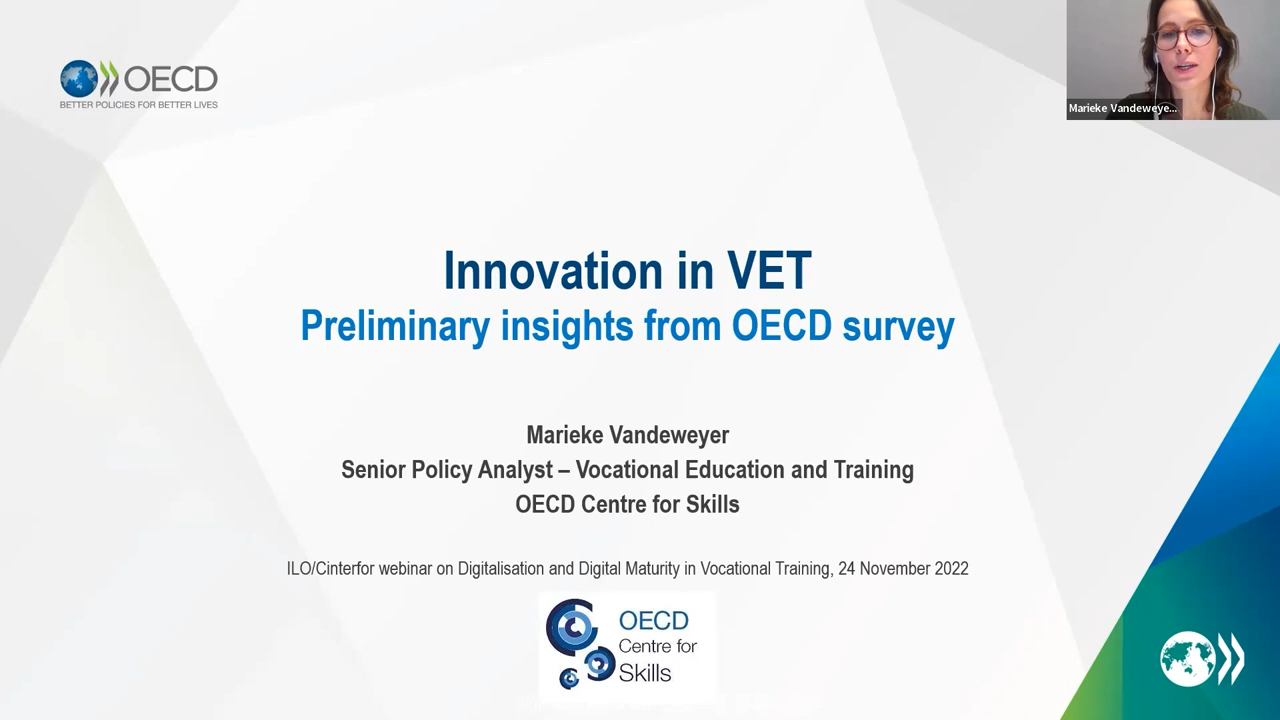 OECD
BETTER POLICIES FOR BETTER LIVES
Marieke Vandeweye...
Innovation in VET
Preliminary insights from OECD survey
Marieke Vandeweyer
Senior Policy Analyst – Vocational Education and Training
OECD Centre for Skills
ILO/Cinterfor webinar on Digitalisation and Digital Maturity in Vocational Training, 24 November 2022
OECD
Centre for
Skills